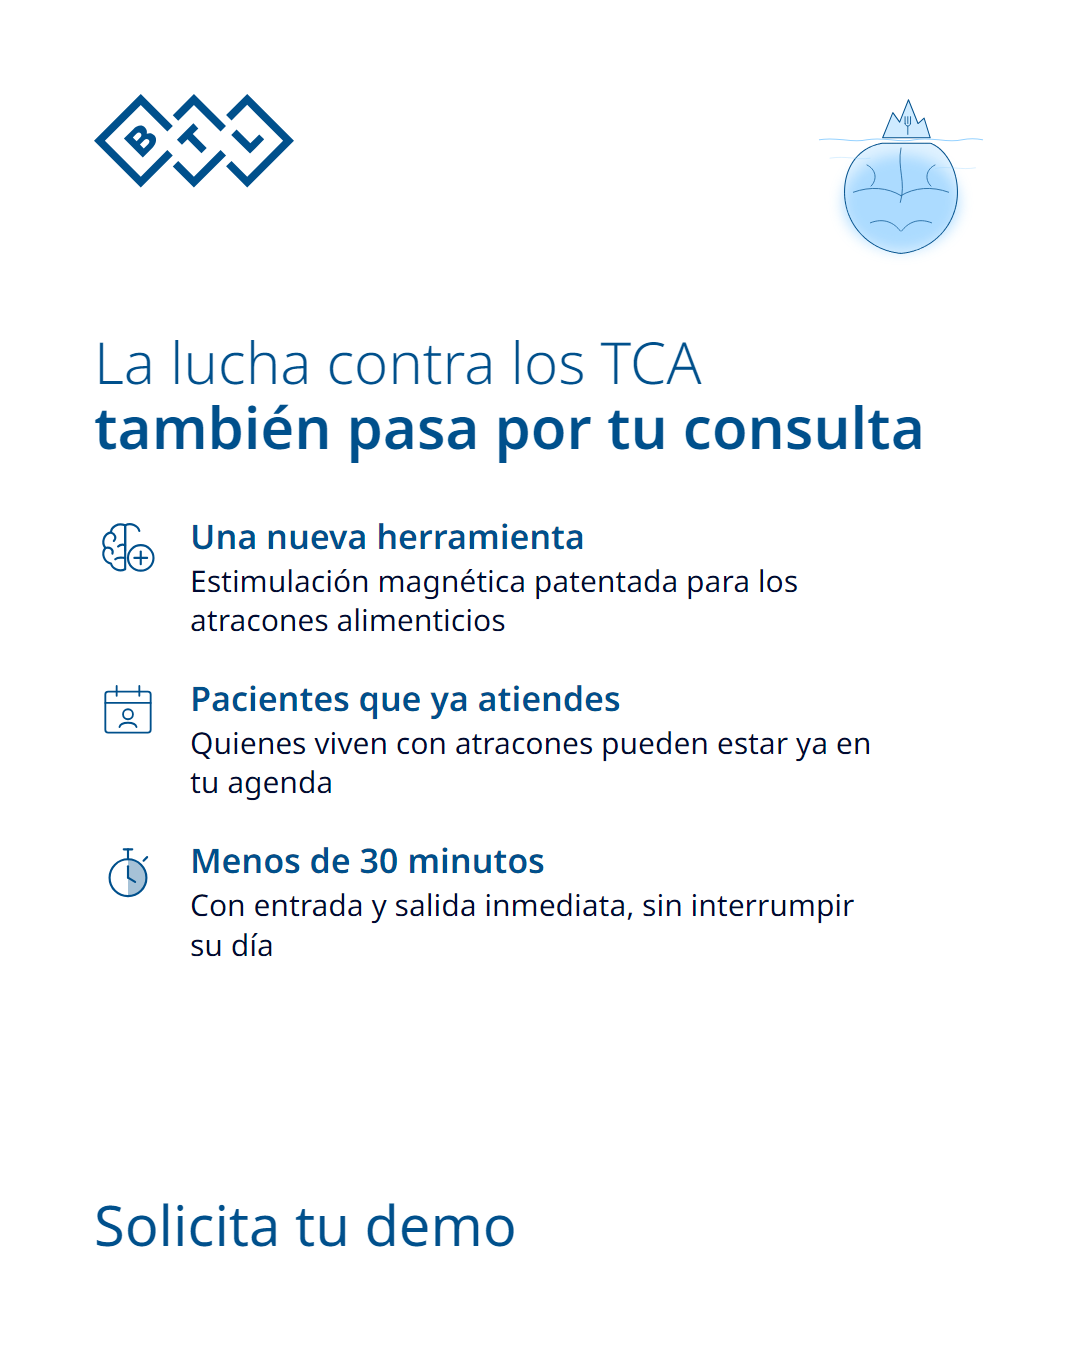 BTL
La lucha contra los TCA
también pasa por tu consulta
Una nueva herramienta
Estimulación magnética patentada para los
atracones alimenticios
Pacientes que ya atiendes
Quienes viven con atracones pueden estar ya en
tu agenda
Menos de 30 minutos
Con entrada y salida inmediata, sin interrumpir
su día
Solicita tu demo